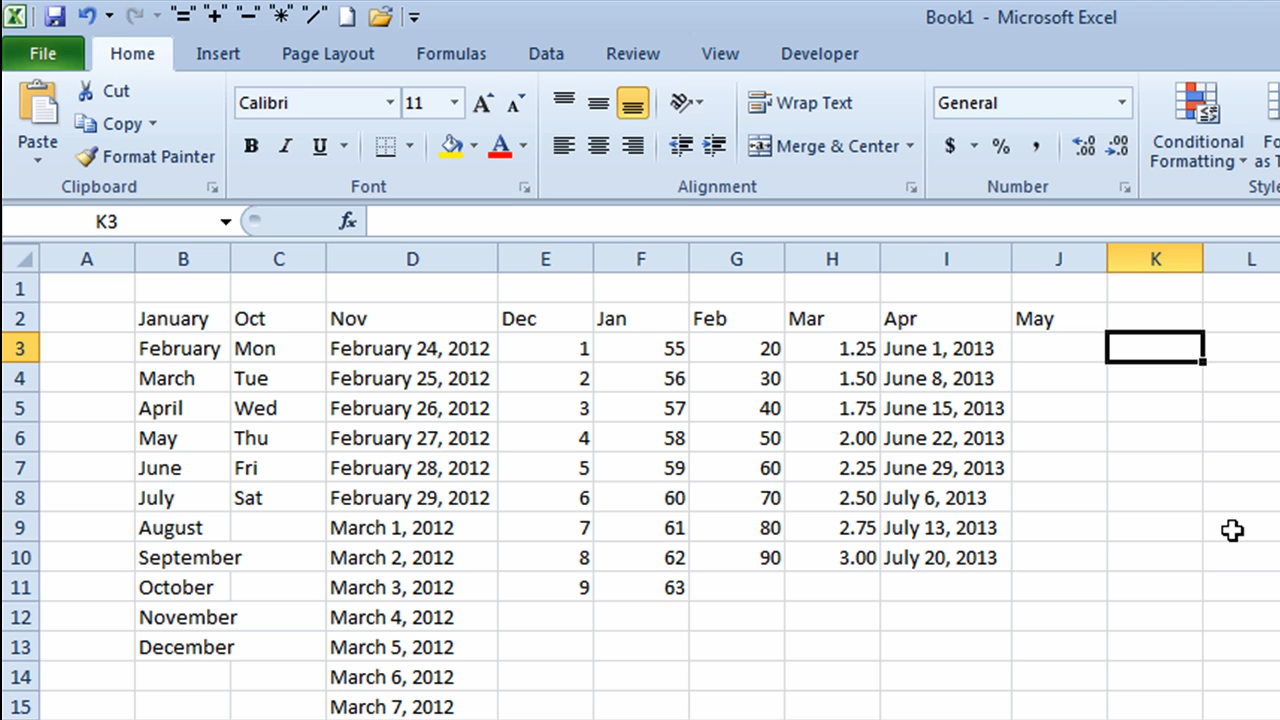 "=" "+" "−" "*" "/"
Book1 - Microsoft Excel
File Home Insert Page Layout Formulas Data Review View Developer
Paste
Cut
Copy
Format Painter
Clipboard
Calibri 11 A A
B I U A
Font
Wrap Text
Merge & Center
Alignment
General
$ % , .0 .00 .00 .0
Number
Conditional
Formatting
Fo
as T
Style
K3 fx
A B C D E F G H I J K L
1
2 January Oct Nov Dec Jan Feb Mar Apr May
3 February Mon February 24, 2012 1 55 20 1.25 June 1, 2013
4 March Tue February 25, 2012 2 56 30 1.50 June 8, 2013
5 April Wed February 26, 2012 3 57 40 1.75 June 15, 2013
6 May Thu February 27, 2012 4 58 50 2.00 June 22, 2013
7 June Fri February 28, 2012 5 59 60 2.25 June 29, 2013
8 July Sat February 29, 2012 6 60 70 2.50 July 6, 2013
9 August March 1, 2012 7 61 80 2.75 July 13, 2013
10 September March 2, 2012 8 62 90 3.00 July 20, 2013
11 October March 3, 2012 9 63
12 November March 4, 2012
13 December March 5, 2012
14 March 6, 2012
15 March 7, 2012